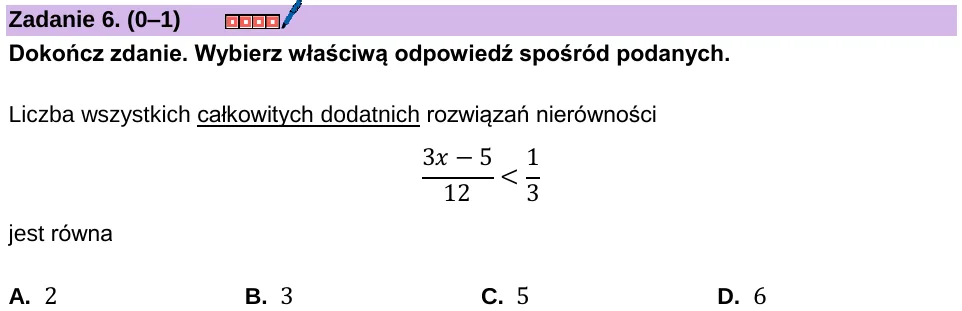 Zadanie 6. (0–1)
Dokończ zdanie. Wybierz właściwą odpowiedź spośród podanych.
Liczba wszystkich całkowitych dodatnich rozwiązań nierówności
3x − 5
12
<
1
3
jest równa
A. 2 B. 3 C. 5 D. 6